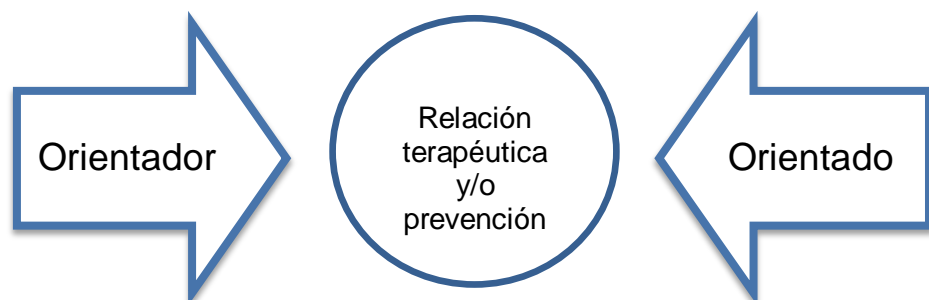 Orientador
Relación
terapéutica
y/o
prevención
Orientado